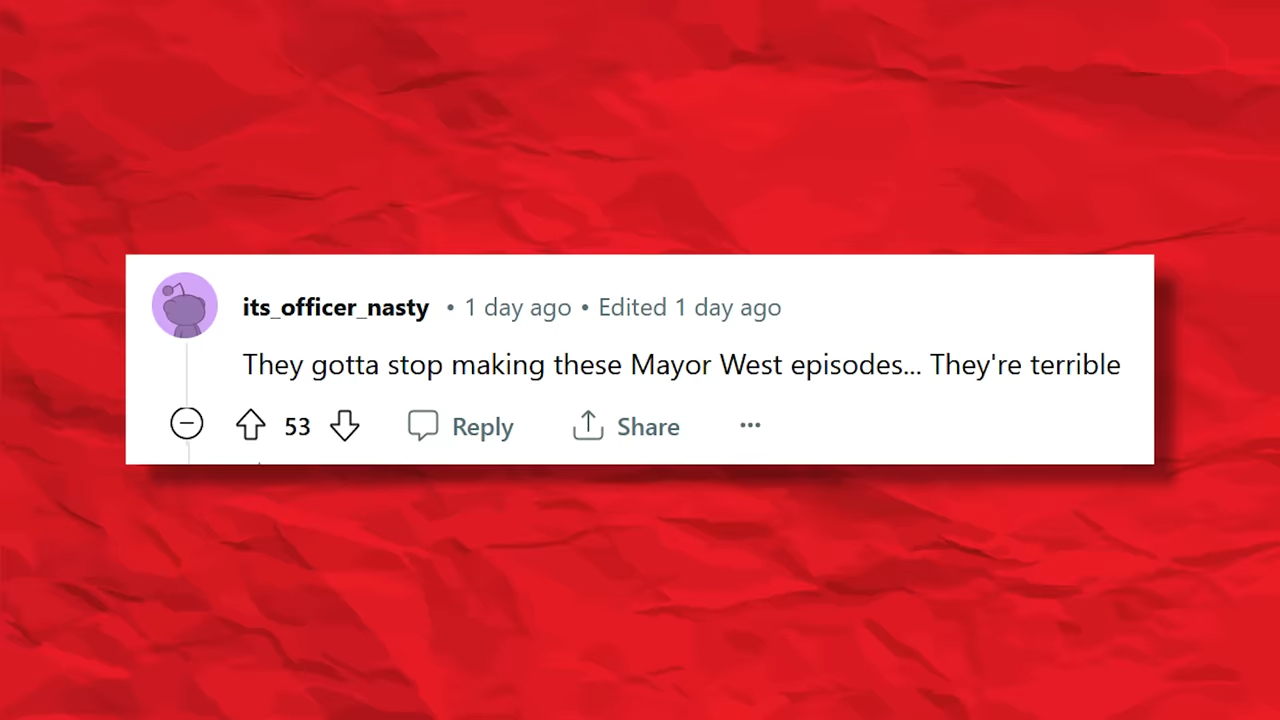 its_officer_nasty • 1 day ago • Edited 1 day ago
They gotta stop making these Mayor West episodes... They're terrible
53 Reply Share ...